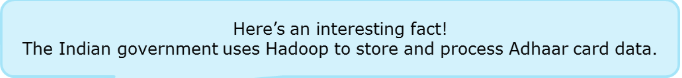 Here’s an interesting fact!
The Indian government uses Hadoop to store and process Adhaar card data.